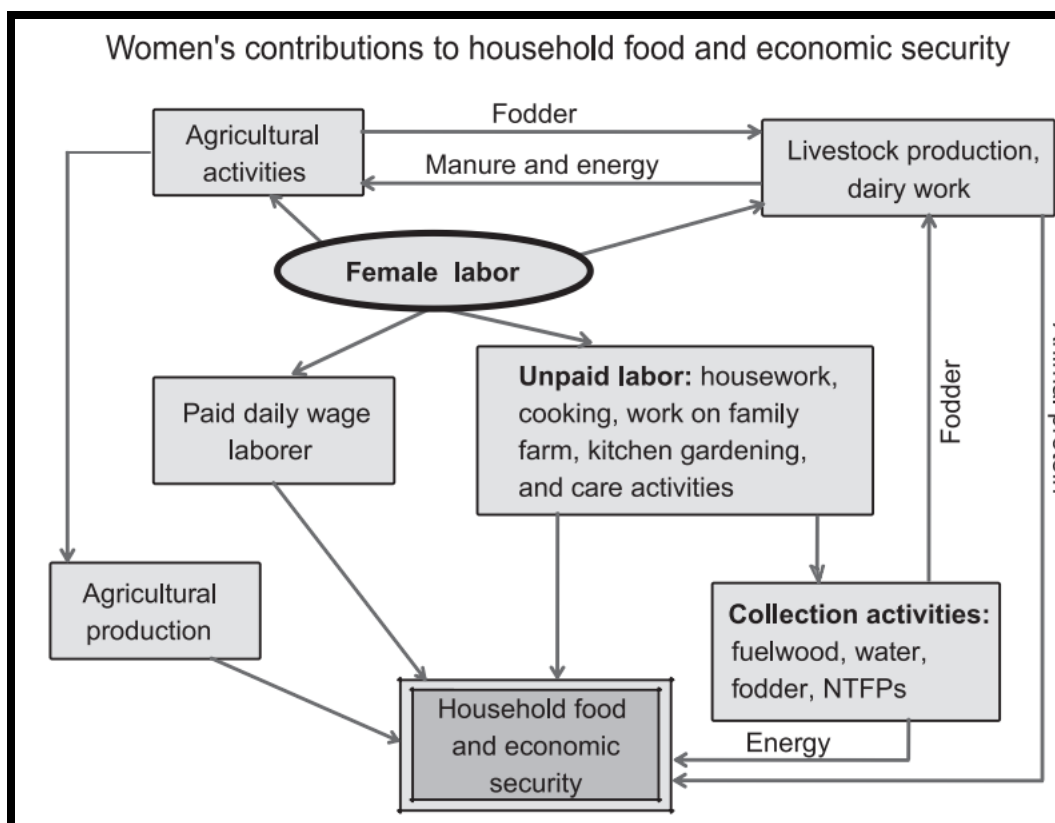 Women's contributions to household food and economic security
Agricultural
activities
Fodder
Manure and energy
Livestock production,
dairy work
Female labor
Paid daily wage
laborer
Unpaid labor: housework,
cooking, work on family
farm, kitchen gardening,
and care activities
Fodder
Agricultural
production
Collection activities:
fuelwood, water,
fodder, NTFPs
Household food
and economic
security
Energy